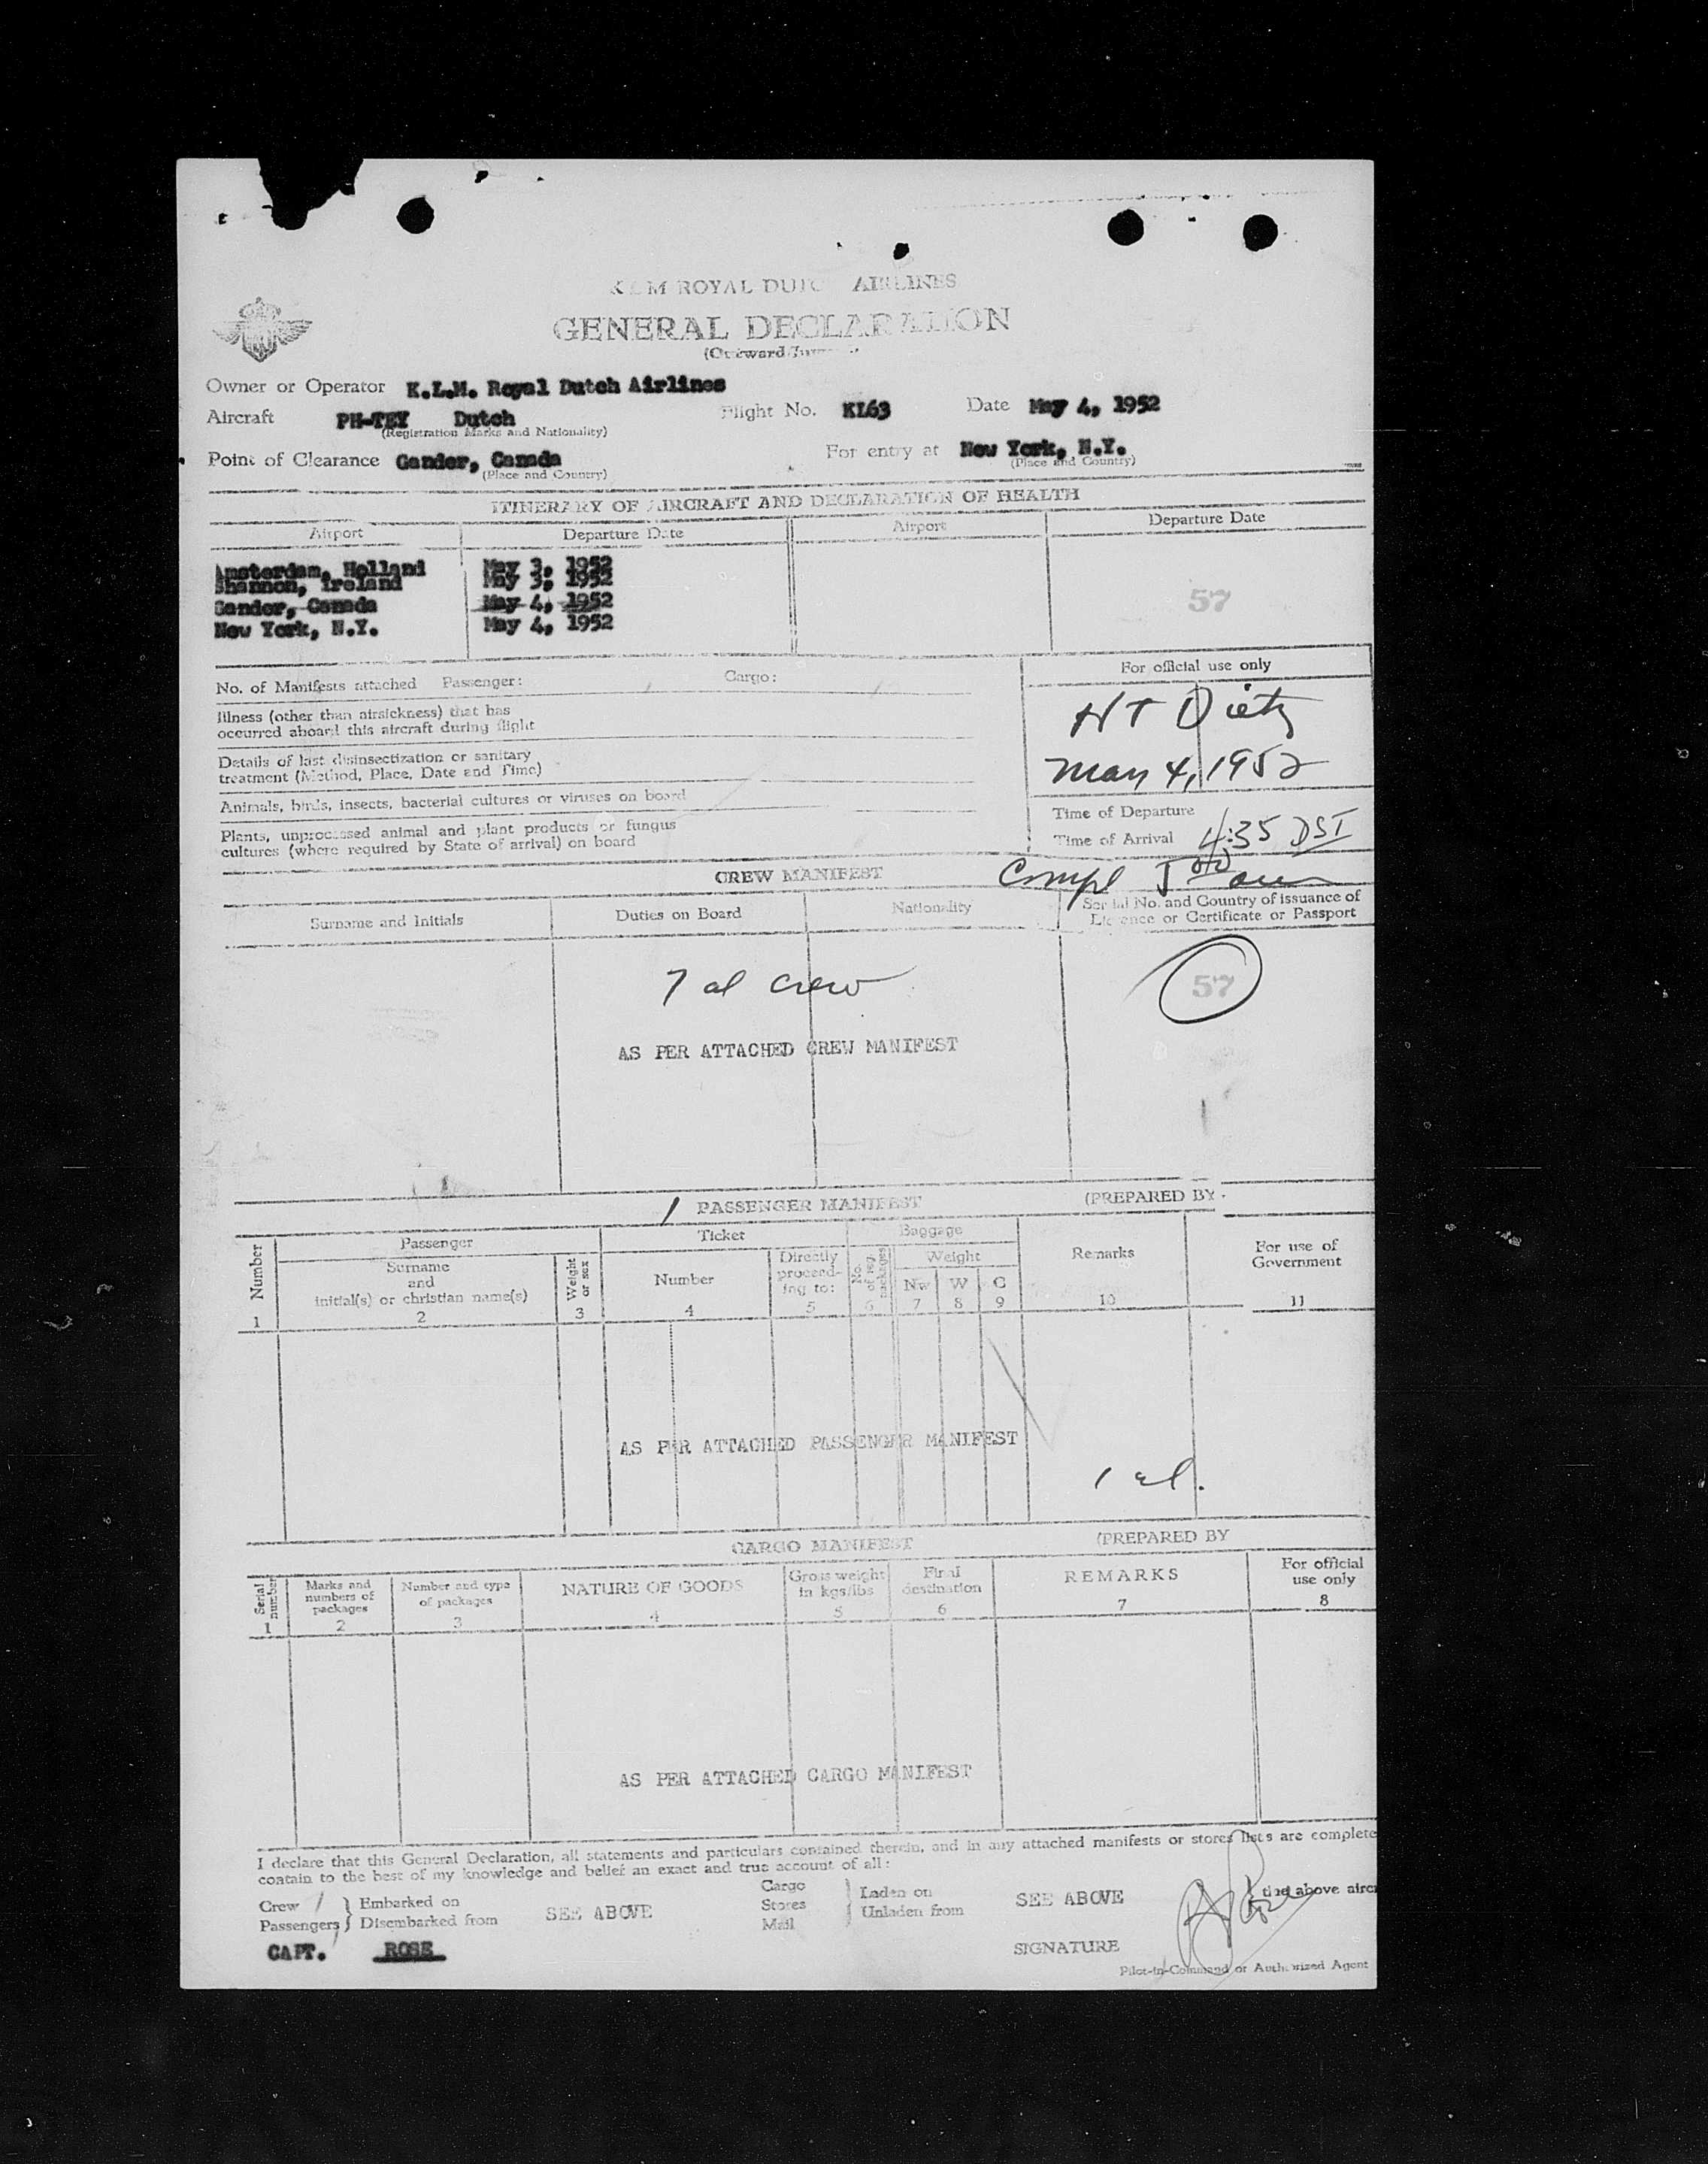 K L M ROYAL DUTC AIRLINES
GENERAL DECLARATION
(Outward
Owner or Operator K.L.M. Royal Dutch Airlines
Aircraft PH-TEY Dutch Flight No. KL63 Date May 4, 1952
(Registration Marks and Nationality)
Point of Clearance Gander, Canada For entry at New York, N.Y.
(Place and Country) (Place and Country)
ITINERARY OF AIRCRAFT AND DECLARATION OF HEALTH
Airport Departure Date Airport Departure Date
Amsterdam, Holland May 3, 1952
Shannon, Ireland May 3, 1952
Gander, Canada May 4, 1952 57
New York, N.Y. May 4, 1952
No. of Manifests attached Passenger: Cargo: For official use only
Illness (other than airsickness) that has
occurred aboard this aircraft during flight
HT Dietz
Details of last disinsectization or sanitary
treatment (Method, Place, Date and Time)
May 4, 1952
Animals, birds, insects, bacterial cultures or viruses on board
Time of Departure
Plants, unprocessed animal and plant products or fungus
cultures (where required by State of arrival) on board
Time of Arrival 4:35 DST
CREW MANIFEST Compl
Surname and Initials Duties on Board Nationality Serial No. and Country of issuance of
Licence or Certificate or Passport
7 al crew 57
AS PER ATTACHED CREW MANIFEST
/ PASSENGER MANIFEST (PREPARED BY
Number Passenger Ticket Baggage Remarks For use of
Government
Surname
and
initial(s) or christian name(s)
Weight
or sex
Number
Directly
proceed-
ing to:
No.
of reg.
packages
Weight
Nw W C
1 2 3 4 5 6 7 8 9 10 11
AS PER ATTACHED PASSENGER MANIFEST
1 al.
CARGO MANIFEST (PREPARED BY
Serial
number
Marks and
numbers of
packages
Number and type
of packages
NATURE OF GOODS
Gross weight
in kgs/lbs
Final
destination
REMARKS
For official
use only
1 2 3 4 5 6 7 8
AS PER ATTACHED CARGO MANIFEST
I declare that this General Declaration, all statements and particulars contained therein, and in any attached manifests or stores lists are complete
contain to the best of my knowledge and belief an exact and true account of all:
Crew Embarked on Cargo Laden on the above airc
Passengers Disembarked from SEE ABOVE Stores Unladen from SEE ABOVE
Mail
CAPT. ROSE SIGNATURE
Pilot-in-Command or Authorized Agent